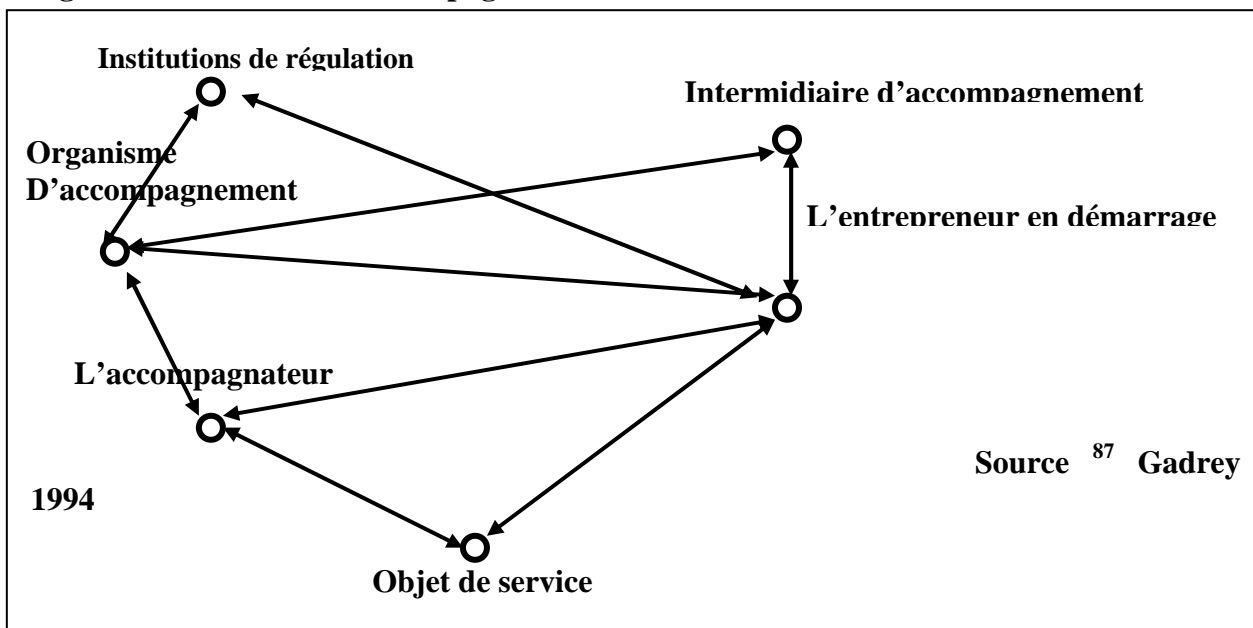 Institutions de régulation
Intermidiaire d'accompagnement
Organisme
D'accompagnement
L'entrepreneur en démarrage
L'accompagnateur
Source 87 Gadrey
1994
Objet de service